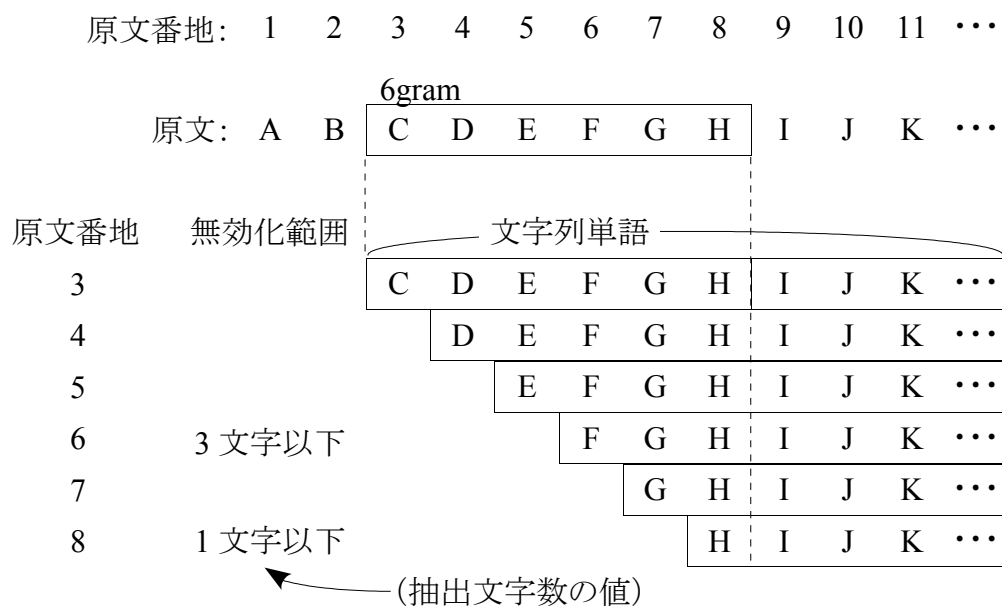 原文番地: 1 2 3 4 5 6 7 8 9 10 11 ･･･
6gram
原文: A B C D E F G H I J K ･･･
原文番地 無効化範囲 文字列単語
3 C D E F G H I J K ･･･
4 D E F G H I J K ･･･
5 E F G H I J K ･･･
6 3 文字以下 F G H I J K ･･･
7 G H I J K ･･･
8 1 文字以下 H I J K ･･･
(抽出文字数の値)